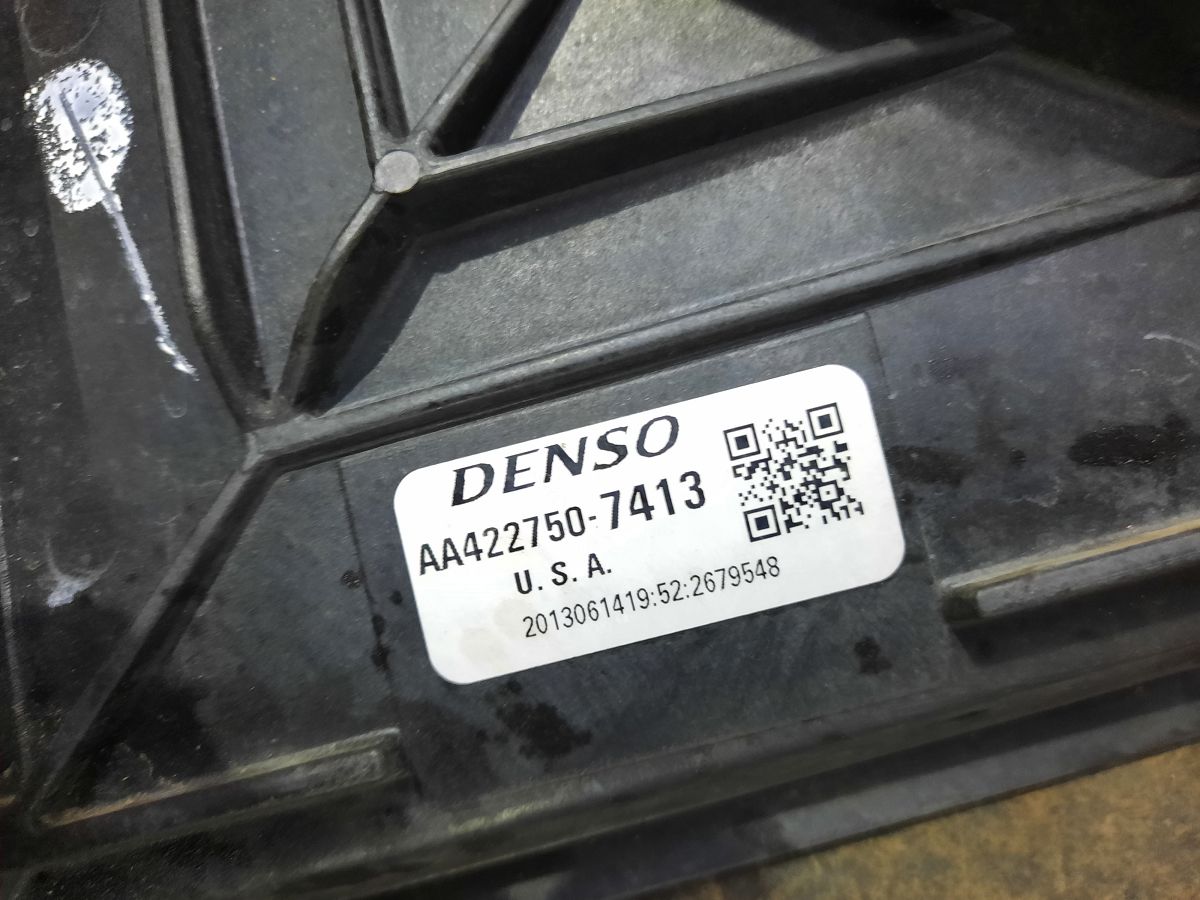 DENSO
AA422750-7413
U. S. A.
2013061419:52:2679548